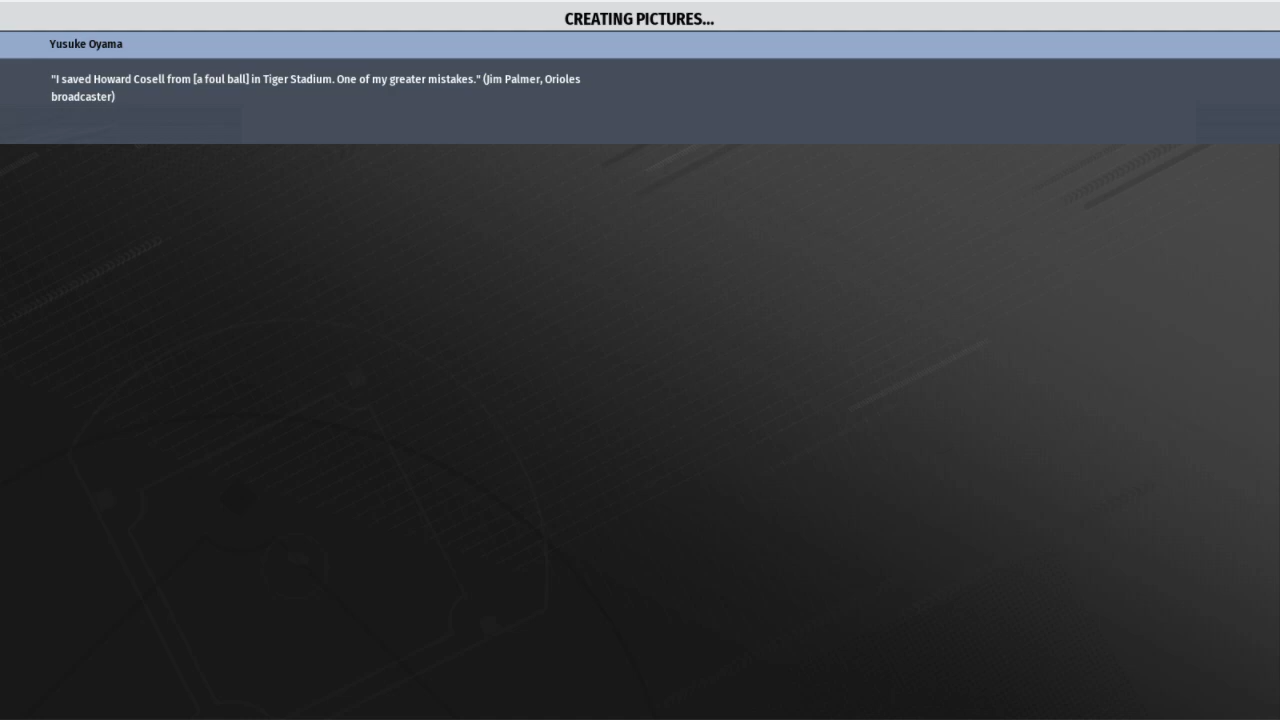 CREATING PICTURES...
Yusuke Oyama
"I saved Howard Cosell from [a foul ball] in Tiger Stadium. One of my greater mistakes." (Jim Palmer, Orioles
broadcaster)